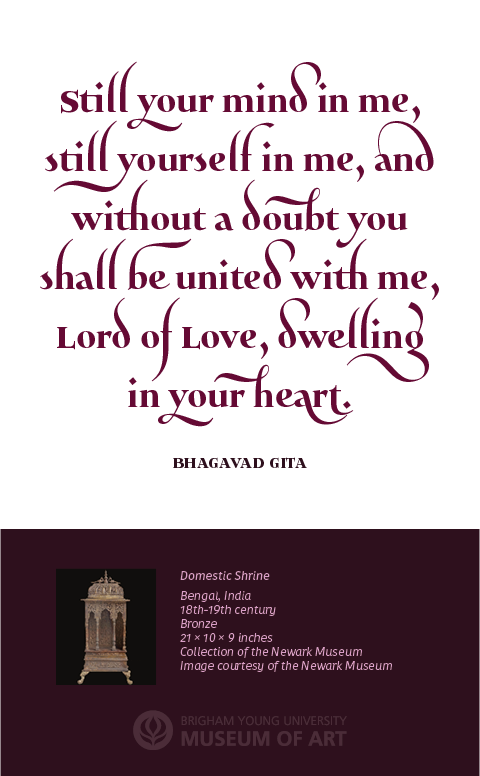 Still your mind in me,
still yourself in me, and
without a doubt you
shall be united with me,
Lord of Love, dwelling
in your heart.
BHAGAVAD GITA
Domestic Shrine
Bengal, India
18th-19th century
Bronze
21 × 10 × 9 inches
Collection of the Newark Museum
Image courtesy of the Newark Museum
BRIGHAM YOUNG UNIVERSITY
MUSEUM OF ART